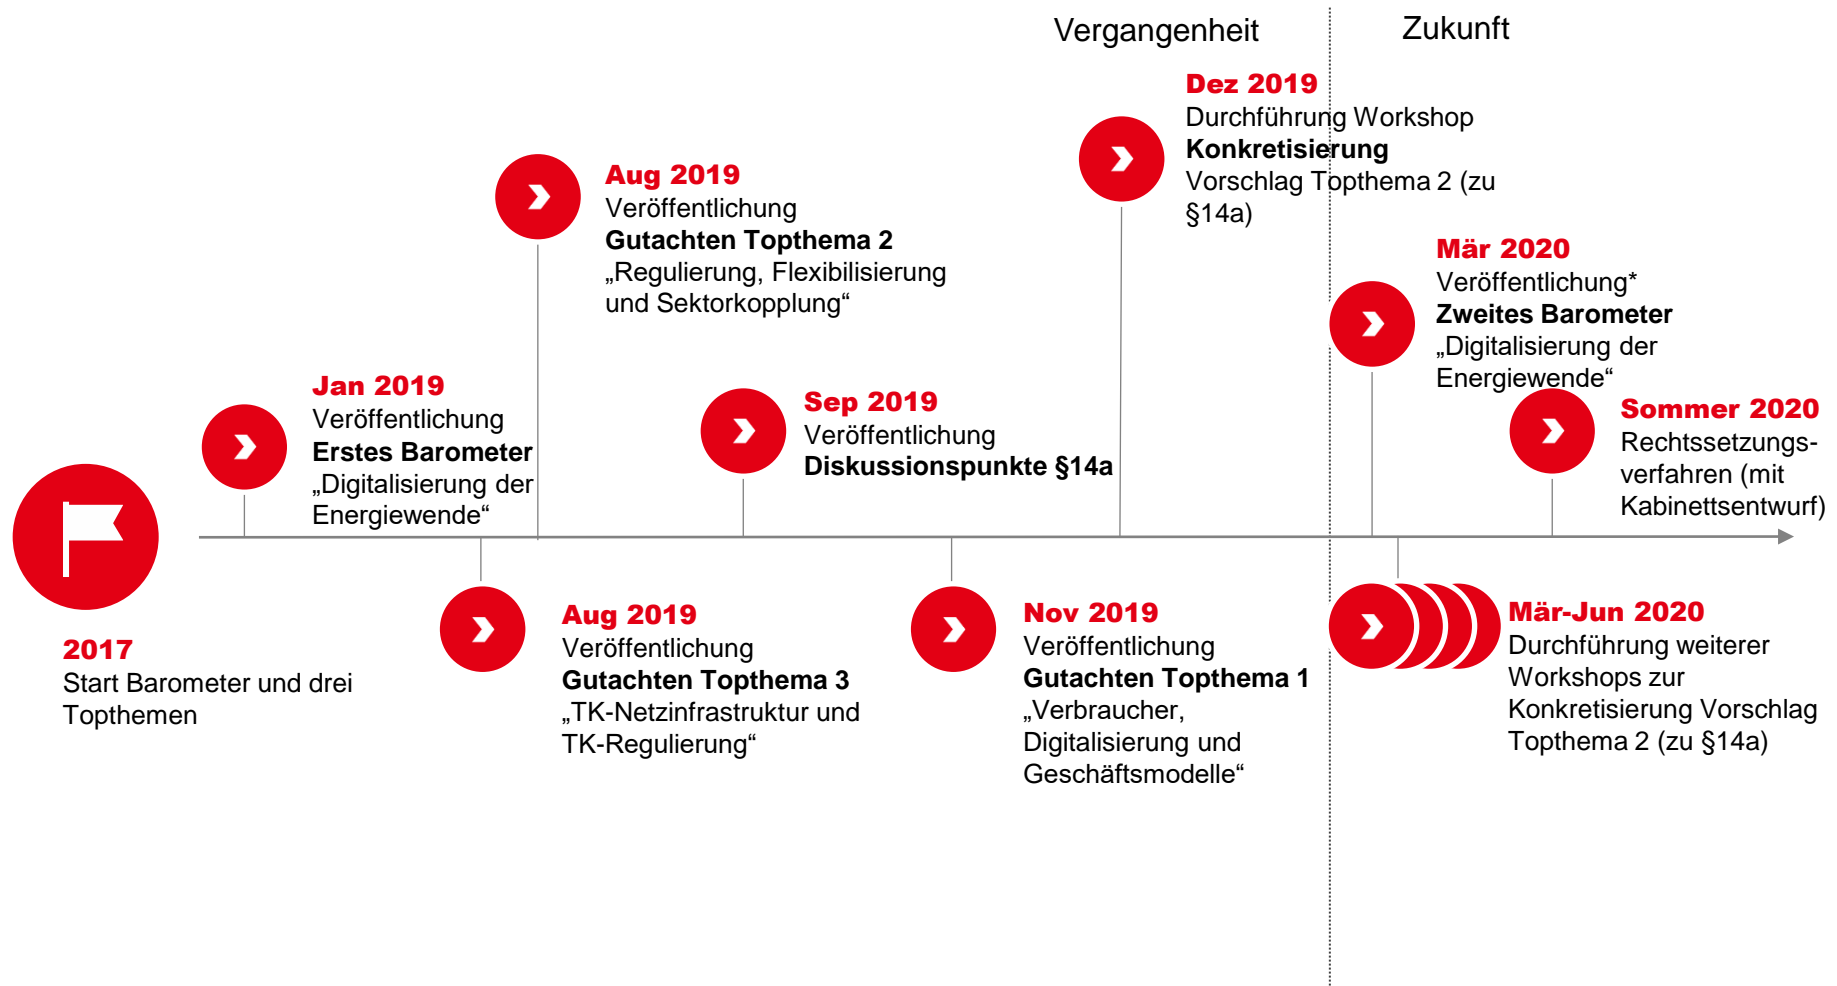 Vergangenheit
Zukunft
Dez 2019
Durchführung Workshop
Konkretisierung
Vorschlag Topthema 2 (zu
§14a)
Aug 2019
Veröffentlichung
Gutachten Topthema 2
„Regulierung, Flexibilisierung
und Sektorkopplung“
Mär 2020
Veröffentlichung*
Zweites Barometer
„Digitalisierung der
Energiewende“
Jan 2019
Veröffentlichung
Erstes Barometer
„Digitalisierung der
Energiewende“
Sep 2019
Veröffentlichung
Diskussionspunkte §14a
Sommer 2020
Rechtssetzungs-
verfahren (mit
Kabinettsentwurf)
2017
Start Barometer und drei
Topthemen
Aug 2019
Veröffentlichung
Gutachten Topthema 3
„TK-Netzinfrastruktur und
TK-Regulierung“
Nov 2019
Veröffentlichung
Gutachten Topthema 1
„Verbraucher,
Digitalisierung und
Geschäftsmodelle“
Mär-Jun 2020
Durchführung weiterer
Workshops zur
Konkretisierung Vorschlag
Topthema 2 (zu §14a)